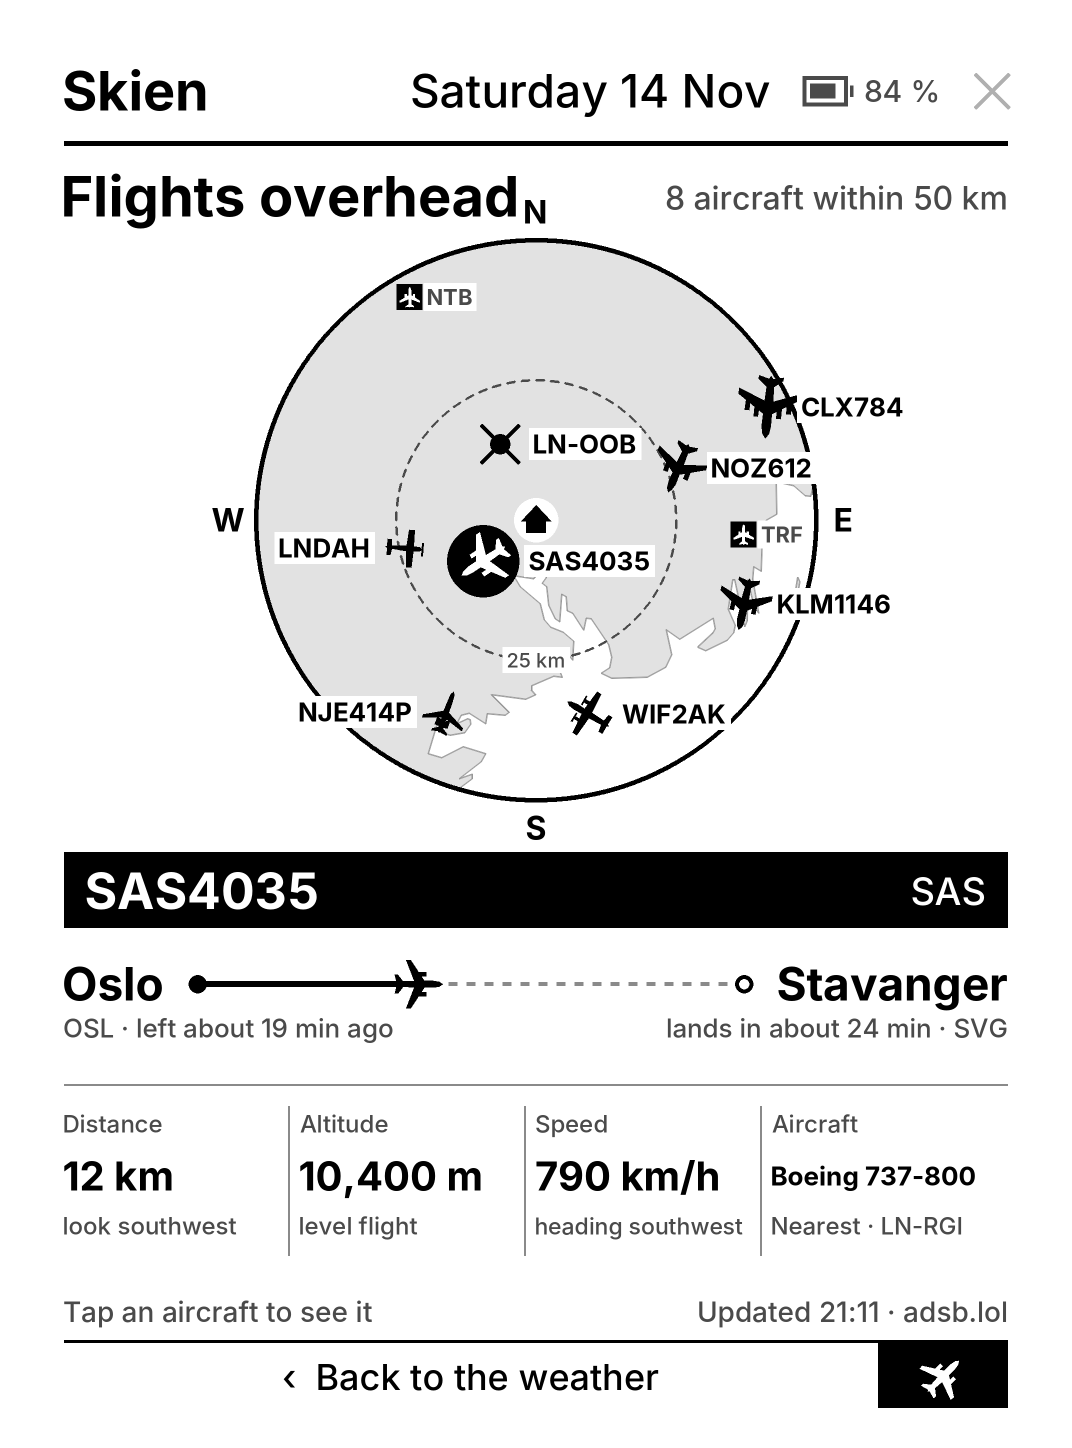 Skien
Saturday 14 Nov
84 %
Flights overhead
N
8 aircraft within 50 km
NTB
CLX784
LN-OOB
NOZ612
W
E
TRF
LNDAH
SAS4035
KLM1146
25 km
NJE414P
WIF2AK
S
SAS4035
SAS
Oslo
Stavanger
OSL · left about 19 min ago
lands in about 24 min · SVG
Distance
12 km
look southwest
Altitude
10,400 m
level flight
Speed
790 km/h
heading southwest
Aircraft
Boeing 737-800
Nearest · LN-RGI
Tap an aircraft to see it
Updated 21:11 · adsb.lol
‹ Back to the weather